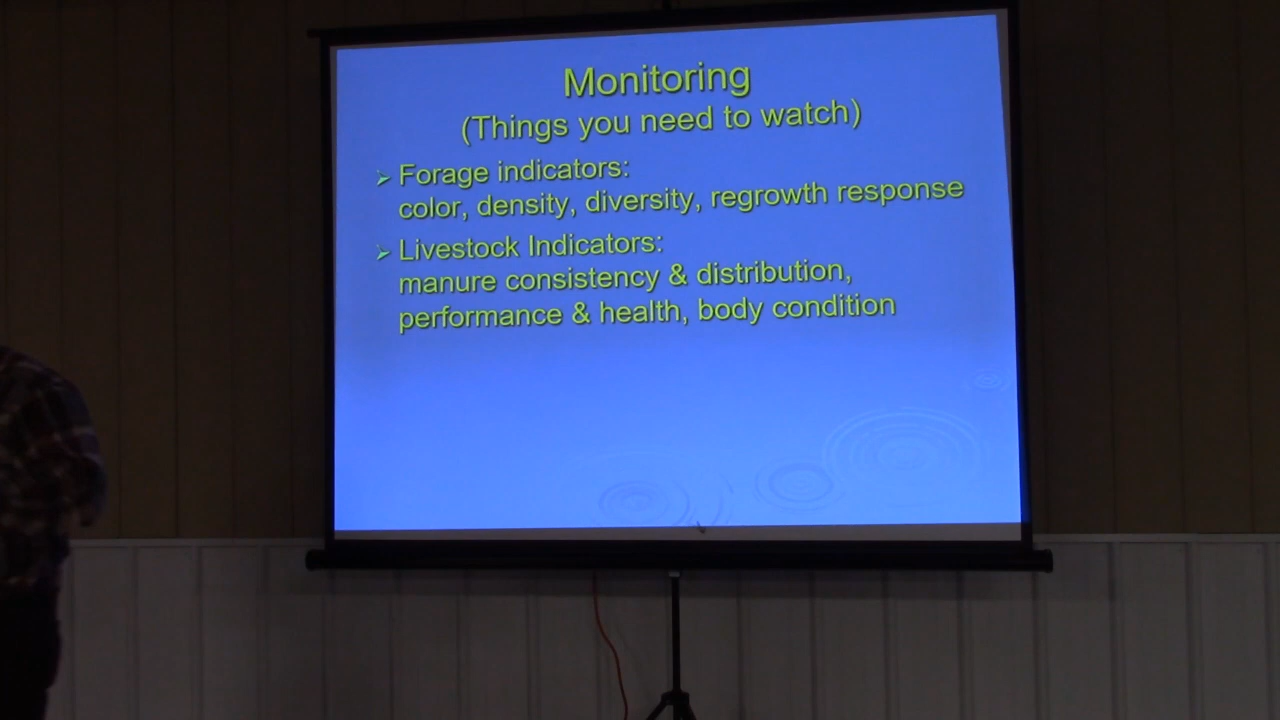 Monitoring
(Things you need to watch)
➢ Forage indicators:
color, density, diversity, regrowth response
➢ Livestock Indicators:
manure consistency & distribution,
performance & health, body condition